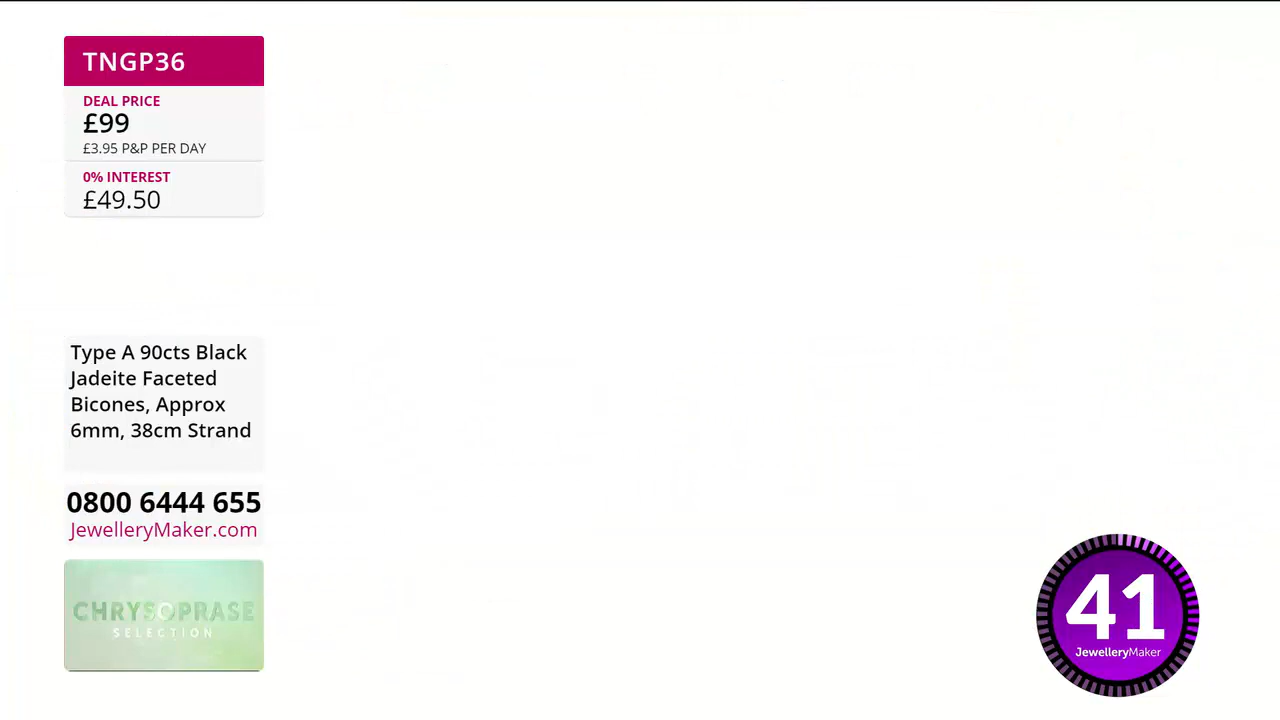 TNGP36
DEAL PRICE
£99
£3.95 P&P PER DAY
0% INTEREST
£49.50
Type A 90cts Black
Jadeite Faceted
Bicones, Approx
6mm, 38cm Strand
0800 6444 655
JewelleryMaker.com
CHRYSOPRASE
SELECTION
41
JewelleryMaker